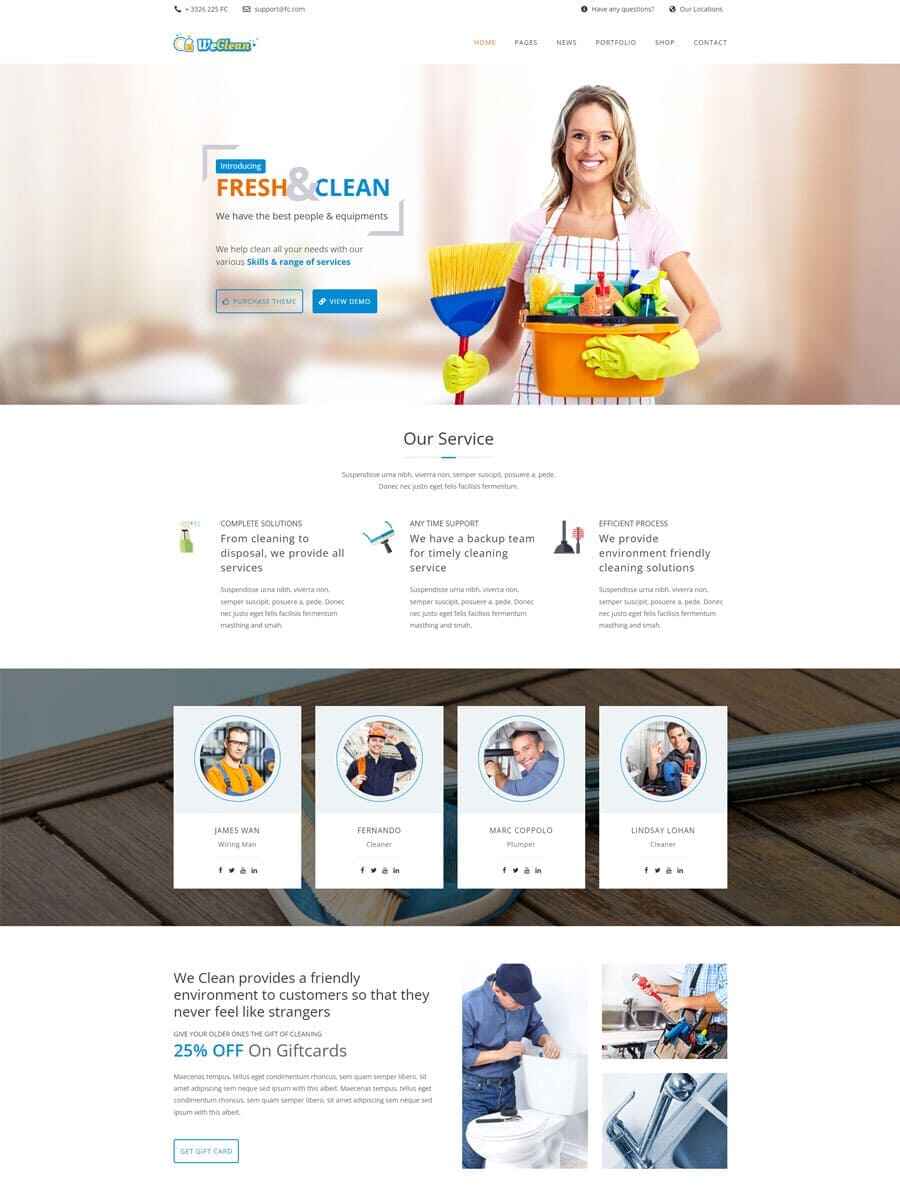 + 3326 225 FC support@fc.com Have any questions? Our Locations
WeClean HOME PAGES NEWS PORTFOLIO SHOP CONTACT
Introducing
FRESH&CLEAN
We have the best people & equipments
We help clean all your needs with our
various Skills & range of services
PURCHASE THEME VIEW DEMO
Our Service
Suspendisse urna nibh, viverra non, semper suscipit, posuere a, pede.
Donec nec justo eget felis facilisis fermentum.
COMPLETE SOLUTIONS
From cleaning to
disposal, we provide all
services
Suspendisse urna nibh, viverra non,
semper suscipit, posuere a, pede. Donec
nec justo eget felis facilisis fermentum
masthing and smah.
ANY TIME SUPPORT
We have a backup team
for timely cleaning
service
Suspendisse urna nibh, viverra non,
semper suscipit, posuere a, pede. Donec
nec justo eget felis facilisis fermentum
masthing and smah.
EFFICIENT PROCESS
We provide
environment friendly
cleaning solutions
Suspendisse urna nibh, viverra non,
semper suscipit, posuere a, pede. Donec
nec justo eget felis facilisis fermentum
masthing and smah.
JAMES WAN
Wiring Man
FERNANDO
Cleaner
MARC COPPOLO
Plumper
LINDSAY LOHAN
Cleaner
We Clean provides a friendly
environment to customers so that they
never feel like strangers
GIVE YOUR OLDER ONES THE GIFT OF CLEANING
25% OFF On Giftcards
Maecenas tempus, tellus eget condimentum rhoncus, sem quam semper libero, sit
amet adipiscing sem neque sed ipsum with this albeit. Maecenas tempus, tellus eget
condimentum rhoncus, sem quam semper libero, sit amet adipiscing sem neque sed
ipsum with this albeit.
GET GIFT CARD